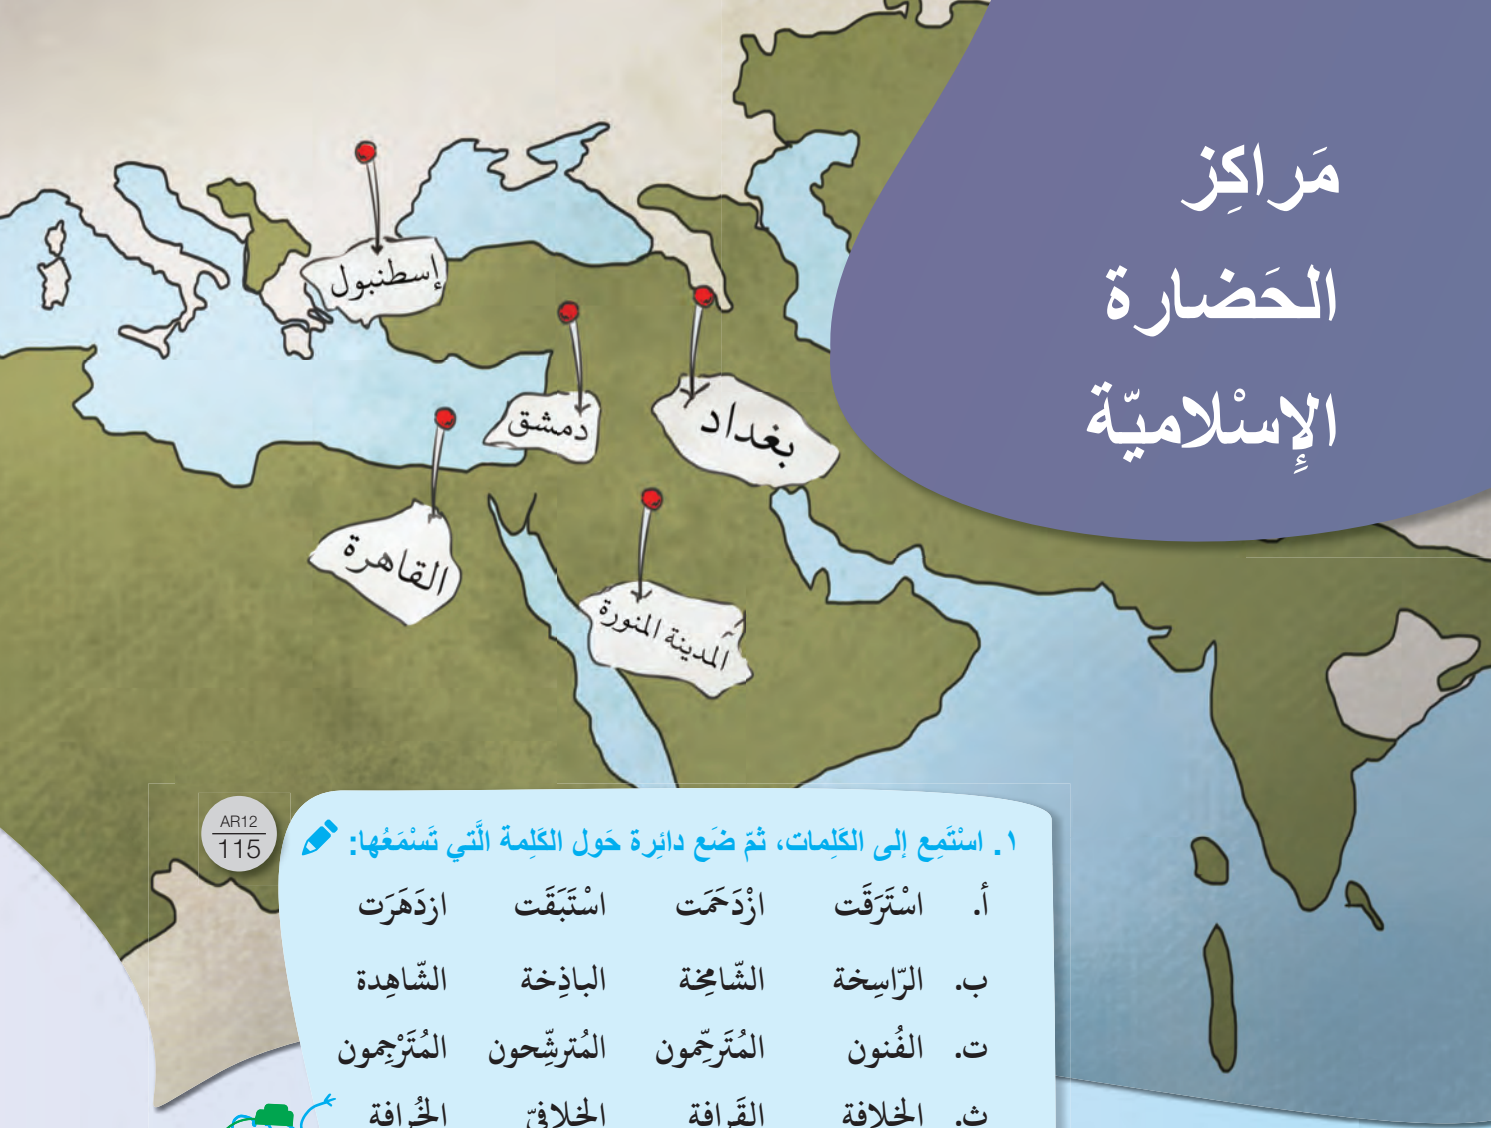 مَراكِز
الحَضارة
الإِسْلاميّة
إسطنبول
دمشق
بغداد
القاهرة
المدينة المنورة
AR12
115
١. اسْتَمِع إلى الكَلِمات، ثمّ ضَع دائِرة حَول الكَلِمة الَّتي تَسْمَعُها:
أ. اسْتَرَقَت ازْدَحَمَت اسْتَبَقَت ازدَهَرَت
ب. الرّاسِخة الشّامِخة الباذِخة الشّاهِدة
ت. الفُنون المُتَرحِّمون المُترشِّحون المُتَرْجِمون
ث. الخلافة القَرافة الخلافيّ الخُرافة